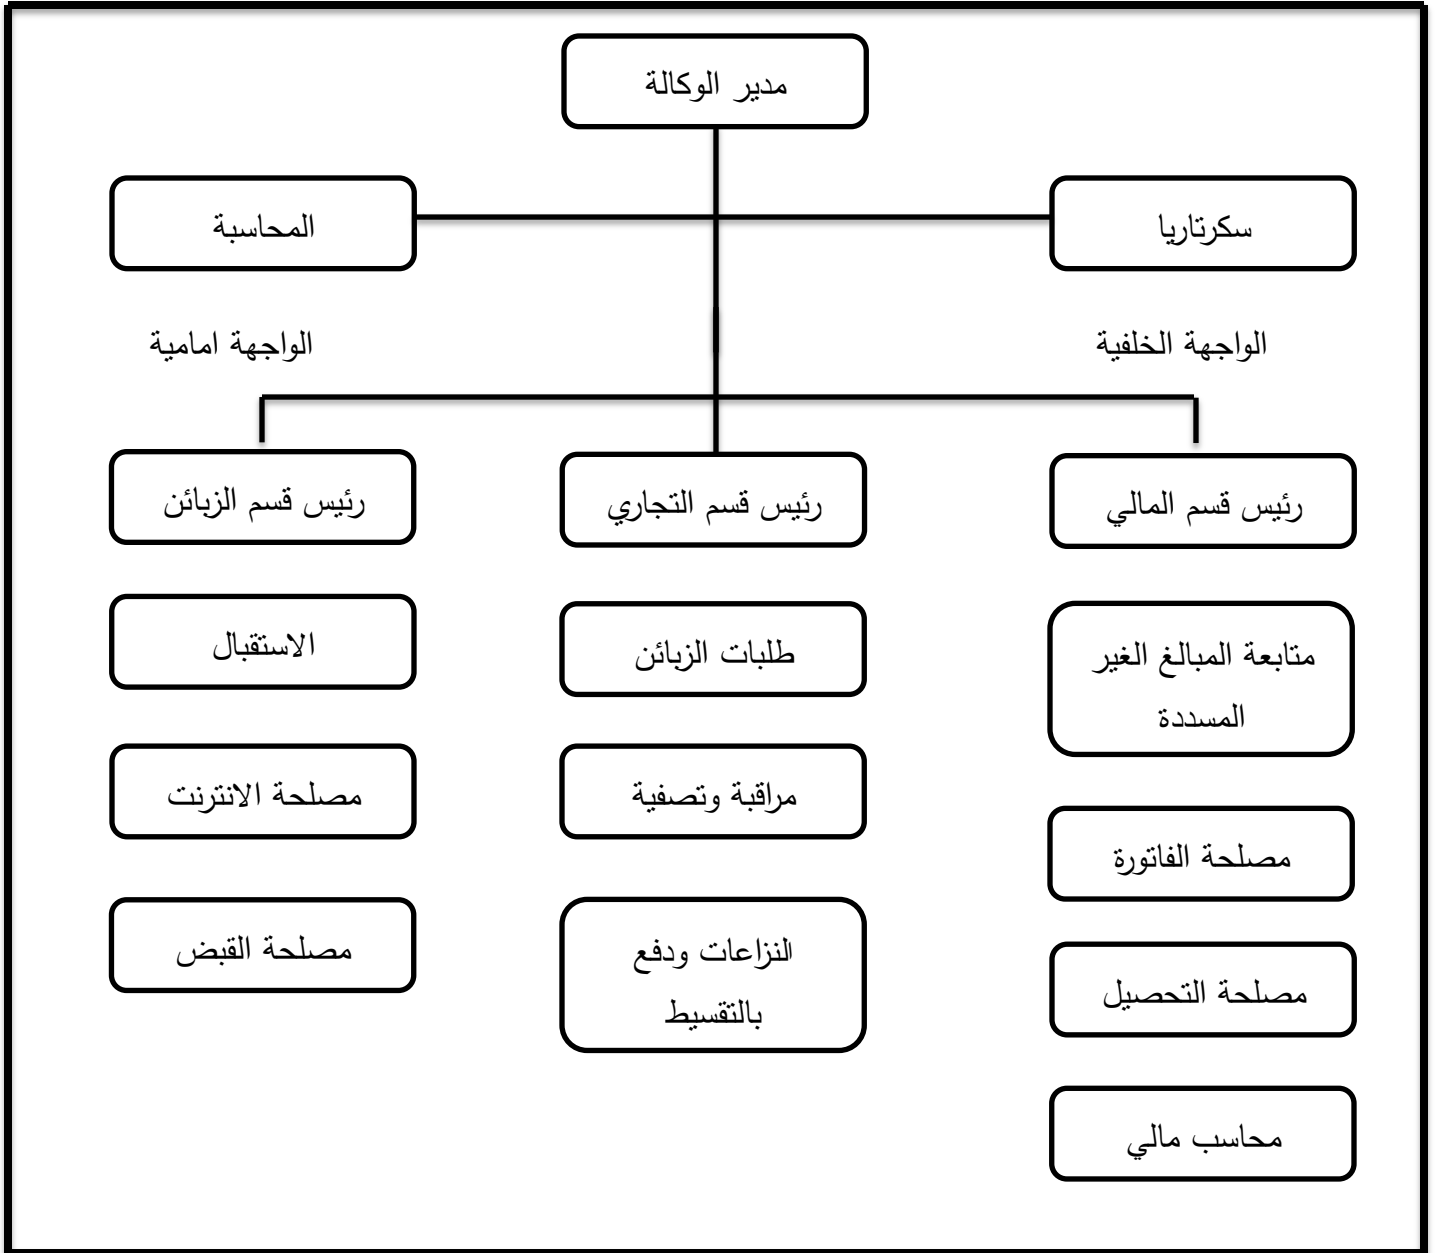 مدير الوكالة
سكرتاريا
المحاسبة
الواجهة الخلفية
الواجهة امامية
رئيس قسم المالي
رئيس قسم التجاري
رئيس قسم الزبائن
متابعة المبالغ الغير
المسددة
طلبات الزبائن
الاستقبال
مصلحة الفاتورة
مراقبة وتصفية
مصلحة الانترنت
مصلحة التحصيل
النزاعات ودفع
بالتقسيط
مصلحة القبض
محاسب مالي